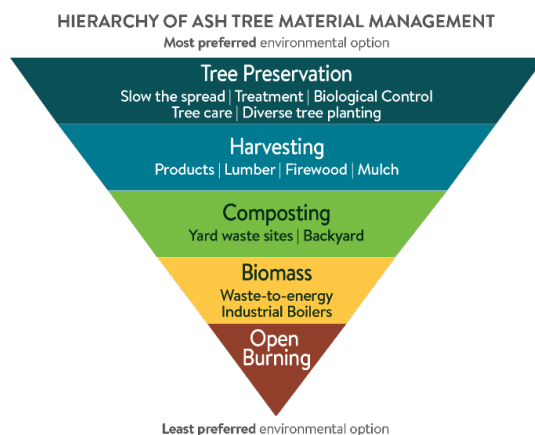 HIERARCHY OF ASH TREE MATERIAL MANAGEMENT
Most preferred environmental option
Tree Preservation
Slow the spread | Treatment | Biological Control
Tree care | Diverse tree planting
Harvesting
Products | Lumber | Firewood | Mulch
Composting
Yard waste sites | Backyard
Biomass
Waste-to-energy
Industrial Boilers
Open
Burning
Least preferred environmental option